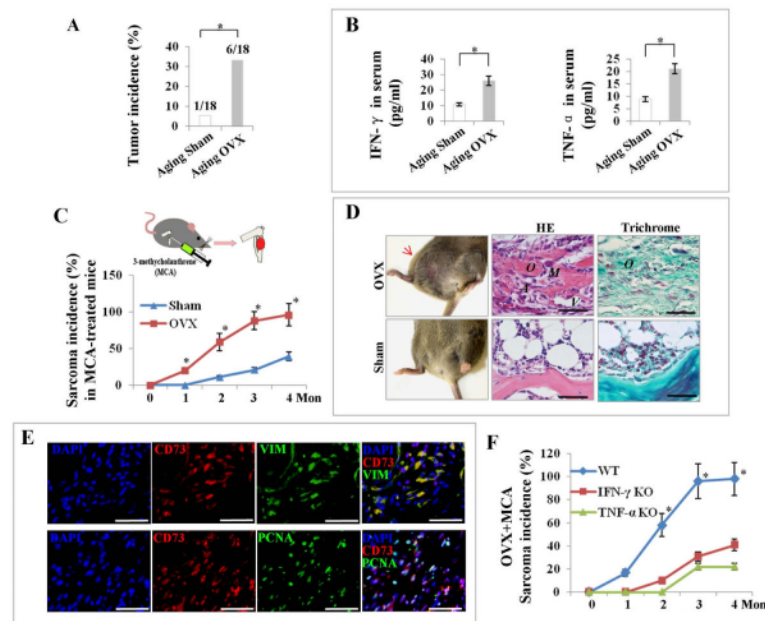 A
Tumor incidence (%)
40
30
20
10
0
*
1/18
6/18
Aging Sham
Aging OVX
B
IFN- γ in serum
(pg/ml)
40
30
20
10
0
*
Aging Sham
Aging OVX
TNF- α in serum
(pg/ml)
25
20
15
10
5
0
*
Aging Sham
Aging OVX
C
3-methycholanthrene
(MCA)
Sarcoma incidence (%)
in MCA-treated mice
150
100
50
0
Sham
OVX
*
*
*
*
0 1 2 3 4 Mon
D
HE
Trichrome
OVX
O
M
V
O
Sham
E
DAPI
CD73
VIM
DAPI
CD73
VIM
DAPI
CD73
PCNA
DAPI
CD73
PCNA
F
OVX+MCA
Sarcoma incidence (%)
120
100
80
60
40
20
0
WT
IFN-γ KO
TNF-α KO
*
*
*
0 1 2 3 4 Mon